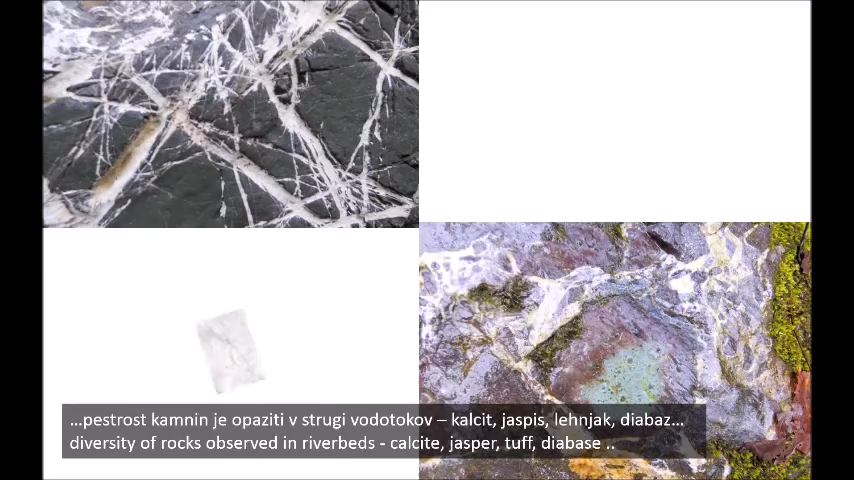 ...pestrost kamnin je opaziti v strugi vodotokov – kalcit, jaspis, lehnjak, diabaz...
diversity of rocks observed in riverbeds - calcite, jasper, tuff, diabase ..